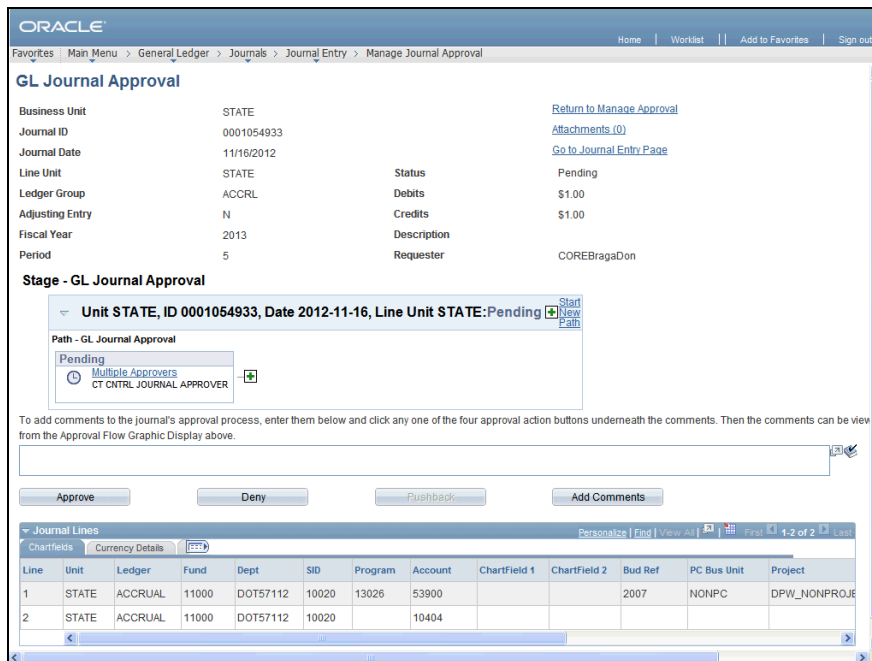 ORACLE
Home | Worklist || Add to Favorites | Sign out
Favorites Main Menu > General Ledger > Journals > Journal Entry > Manage Journal Approval
GL Journal Approval
Business Unit STATE Return to Manage Approval
Journal ID 0001054933 Attachments (0)
Journal Date 11/16/2012 Go to Journal Entry Page
Line Unit STATE Status Pending
Ledger Group ACCRL Debits $1.00
Adjusting Entry N Credits $1.00
Fiscal Year 2013 Description
Period 5 Requester COREBragaDon
Stage - GL Journal Approval
Unit STATE, ID 0001054933, Date 2012-11-16, Line Unit STATE:Pending Start New Path
Path - GL Journal Approval
Pending
Multiple Approvers
CT CNTRL JOURNAL APPROVER
To add comments to the journal's approval process, enter them below and click any one of the four approval action buttons underneath the comments. Then the comments can be view
from the Approval Flow Graphic Display above.
Approve Deny Pushback Add Comments
Journal Lines Personalize | Find | View All | | First 1-2 of 2 Last
Chartfields Currency Details
Line Unit Ledger Fund Dept SID Program Account ChartField 1 ChartField 2 Bud Ref PC Bus Unit Project
1 STATE ACCRUAL 11000 DOT57112 10020 13026 53900 2007 NONPC DPW_NONPROJE
2 STATE ACCRUAL 11000 DOT57112 10020 10404